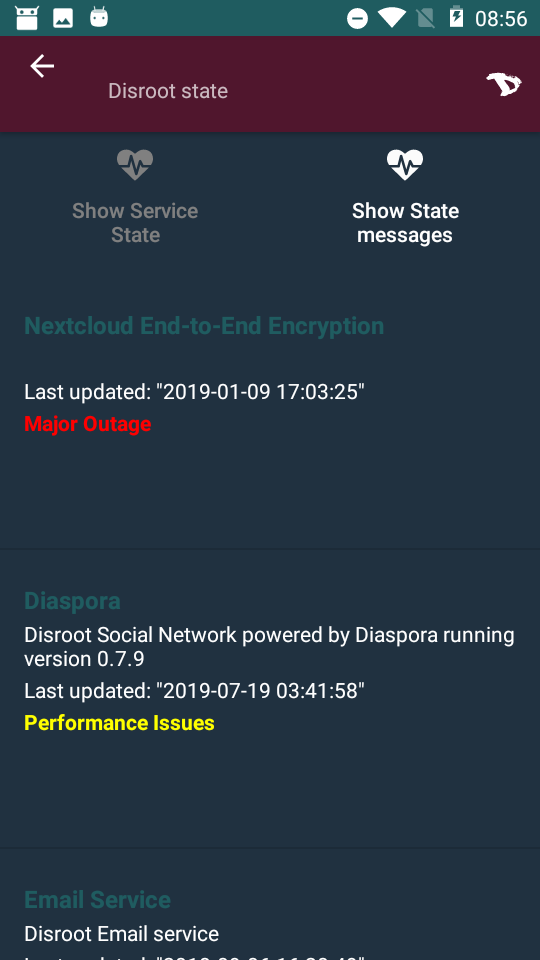 08:56
Disroot state
Show Service
State
Show State
messages
Nextcloud End-to-End Encryption
Last updated: "2019-01-09 17:03:25"
Major Outage
Diaspora
Disroot Social Network powered by Diaspora running
version 0.7.9
Last updated: "2019-07-19 03:41:58"
Performance Issues
Email Service
Disroot Email service